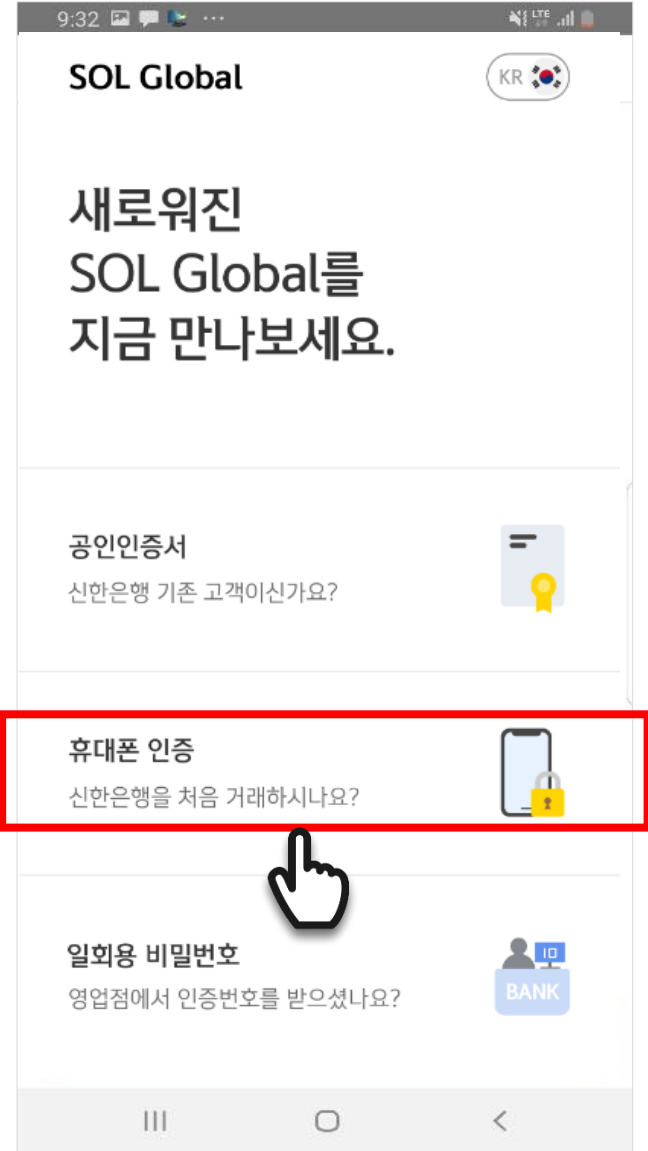 9:32
LTE
SOL Global
KR
새로워진
SOL Global를
지금 만나보세요.
공인인증서
신한은행 기존 고객이신가요?
휴대폰 인증
신한은행을 처음 거래하시나요?
일회용 비밀번호
영업점에서 인증번호를 받으셨나요?
BANK